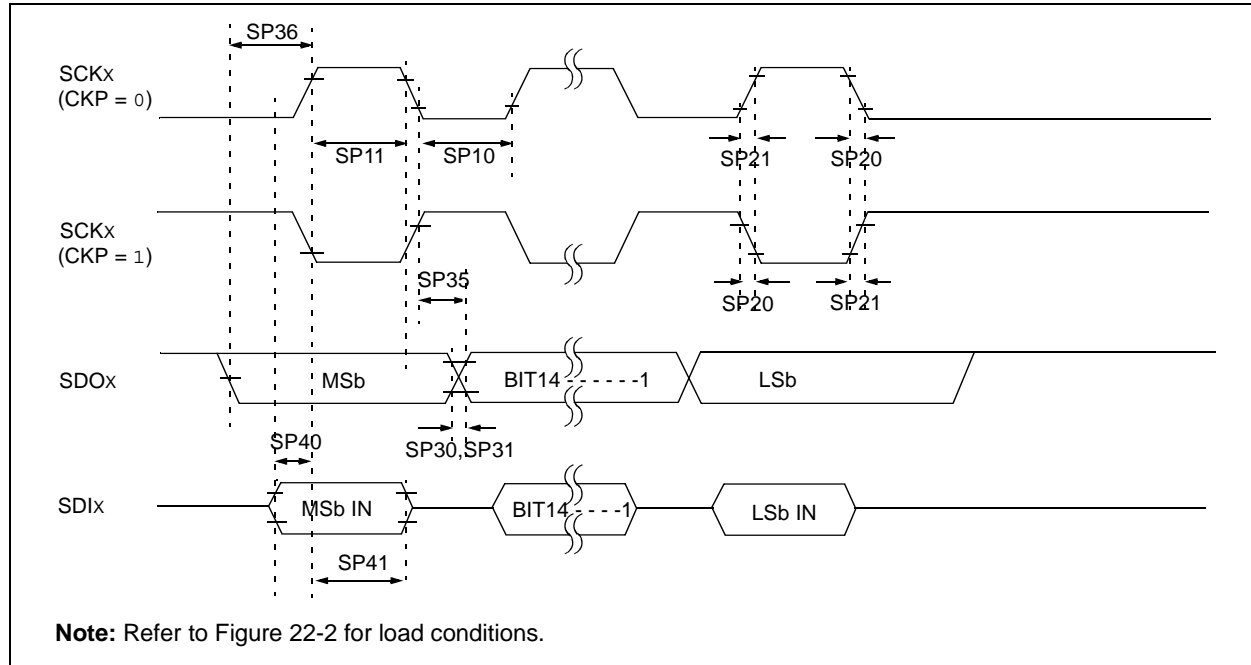 SP36
SCKX
(CKP = 0)
SP11
SP10
SP21
SP20
SCKX
(CKP = 1)
SP35
SP20
SP21
SDOX
MSb
BIT14 - - - - - -1
LSb
SP40
SP30,SP31
SDIX
MSb IN
BIT14 - - - -1
LSb IN
SP41
Note: Refer to Figure 22-2 for load conditions.